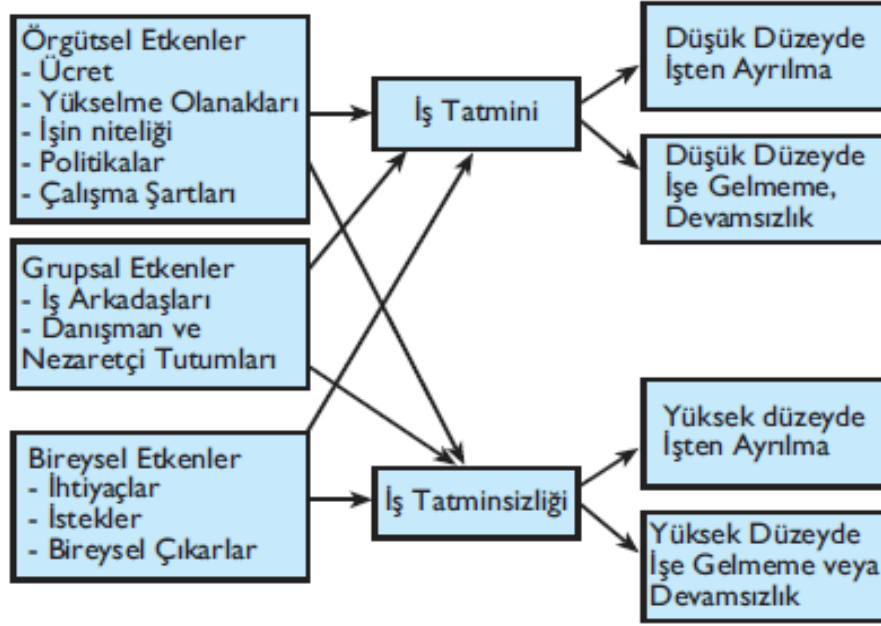 Örgütsel Etkenler
- Ücret
- Yükselme Olanakları
- İşin niteliği
- Politikalar
- Çalışma Şartları
Grupsal Etkenler
- İş Arkadaşları
- Danışman ve
Nezaretçi Tutumları
Bireysel Etkenler
- İhtiyaçlar
- İstekler
- Bireysel Çıkarlar
İş Tatmini
İş Tatminsizliği
Düşük Düzeyde
İşten Ayrılma
Düşük Düzeyde
İşe Gelmeme,
Devamsızlık
Yüksek düzeyde
İşten Ayrılma
Yüksek Düzeyde
İşe Gelmeme veya
Devamsızlık